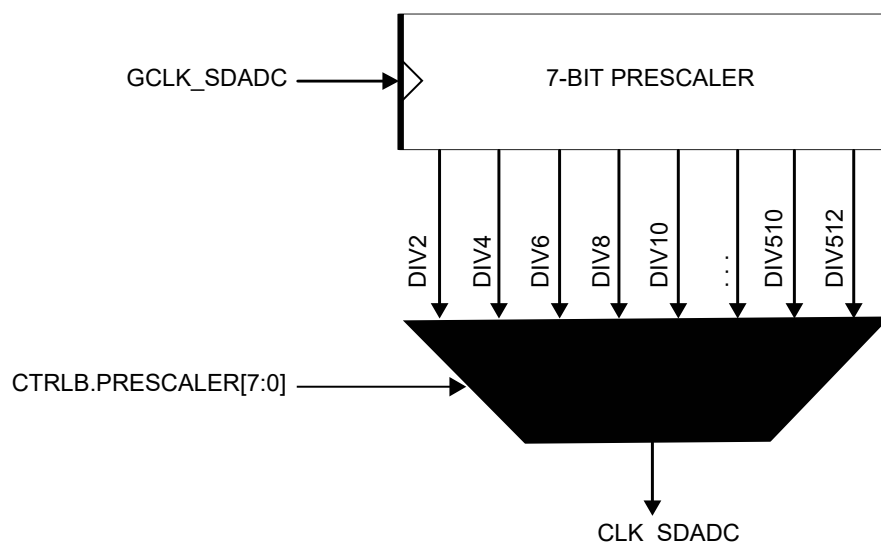 GCLK_SDADC
7-BIT PRESCALER
DIV2
DIV4
DIV6
DIV8
DIV10
. . .
DIV510
DIV512
CTRLB.PRESCALER[7:0]
CLK_SDADC